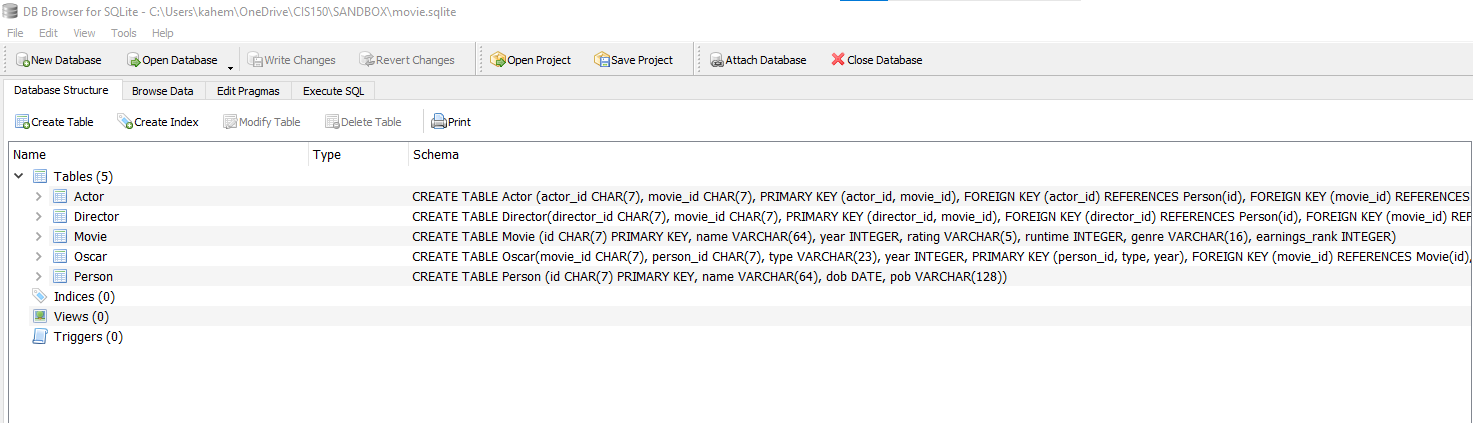 DB Browser for SQLite - C:\Users\kahem\OneDrive\CIS150\SANDBOX\movie.sqlite
File Edit View Tools Help
New Database Open Database Write Changes Revert Changes Open Project Save Project Attach Database Close Database
Database Structure Browse Data Edit Pragmas Execute SQL
Create Table Create Index Modify Table Delete Table Print
Name Type Schema
Tables (5)
Actor CREATE TABLE Actor (actor_id CHAR(7), movie_id CHAR(7), PRIMARY KEY (actor_id, movie_id), FOREIGN KEY (actor_id) REFERENCES Person(id), FOREIGN KEY (movie_id) REFERENCES
Director CREATE TABLE Director(director_id CHAR(7), movie_id CHAR(7), PRIMARY KEY (director_id, movie_id), FOREIGN KEY (director_id) REFERENCES Person(id), FOREIGN KEY (movie_id) REF
Movie CREATE TABLE Movie (id CHAR(7) PRIMARY KEY, name VARCHAR(64), year INTEGER, rating VARCHAR(5), runtime INTEGER, genre VARCHAR(16), earnings_rank INTEGER)
Oscar CREATE TABLE Oscar(movie_id CHAR(7), person_id CHAR(7), type VARCHAR(23), year INTEGER, PRIMARY KEY (person_id, type, year), FOREIGN KEY (movie_id) REFERENCES Movie(id),
Person CREATE TABLE Person (id CHAR(7) PRIMARY KEY, name VARCHAR(64), dob DATE, pob VARCHAR(128))
Indices (0)
Views (0)
Triggers (0)